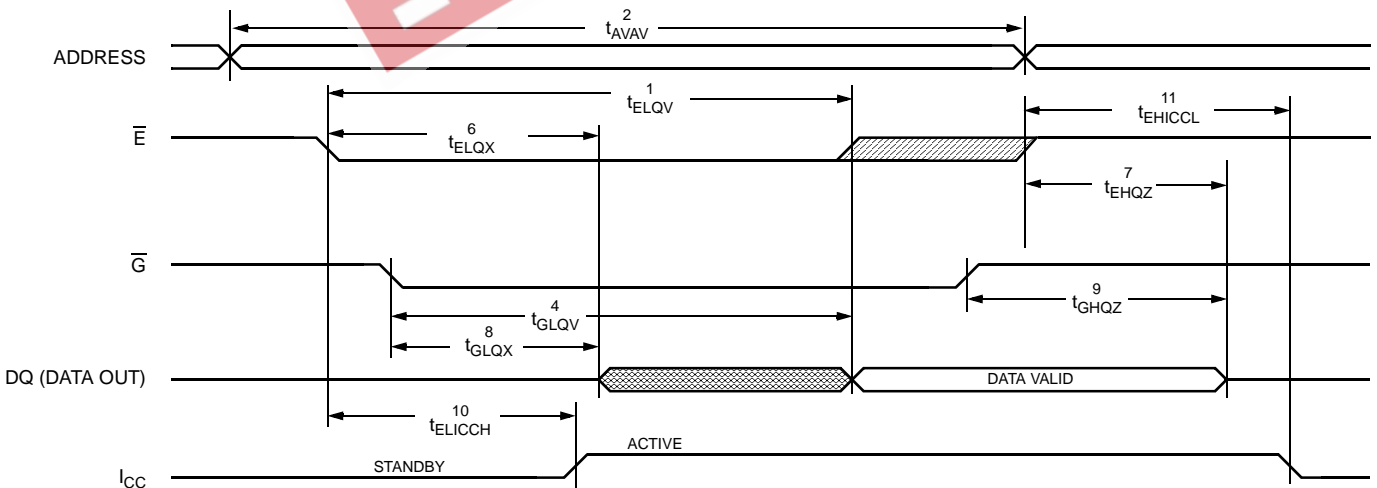 2
tAVAV
ADDRESS
1
tELQV
11
tEHICCL
E
6
tELQX
7
tEHQZ
G
9
tGHQZ
4
tGLQV
8
tGLQX
DQ (DATA OUT)
DATA VALID
10
tELICCH
ACTIVE
STANDBY
ICC